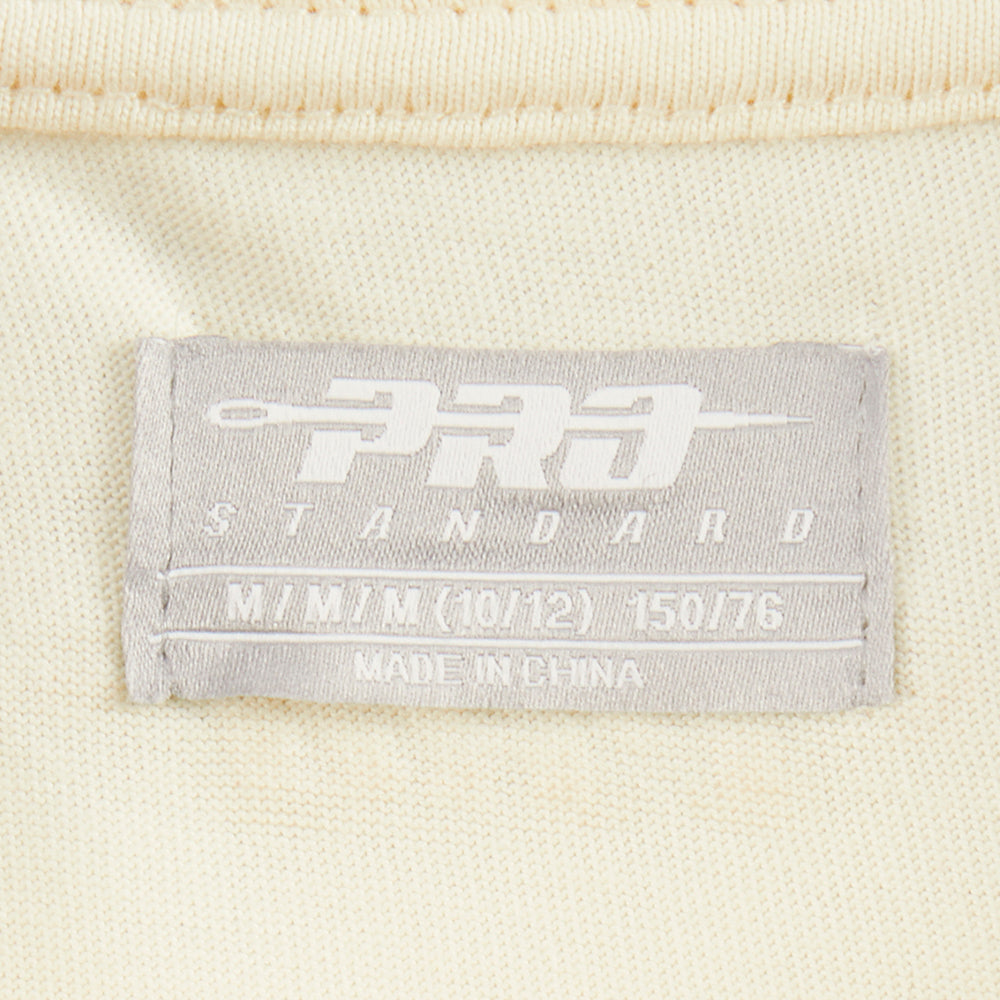 PRO
STANDARD
M/M/M (10/12) 150/76
MADE IN CHINA